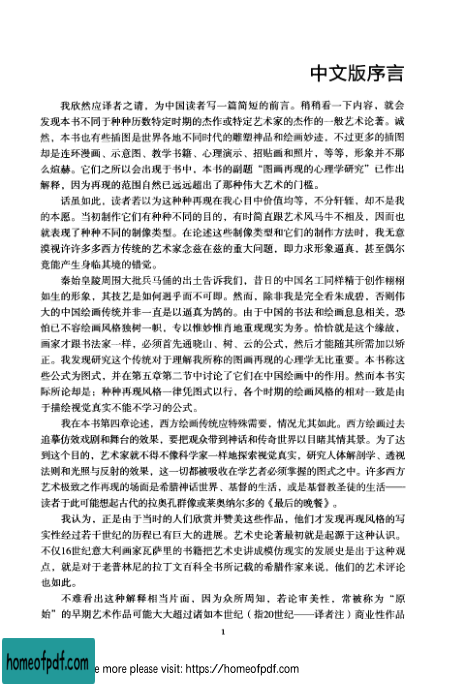 中文版序言
我欣然应译者之请，为中国读者写一篇简短的前言。稍稍看一下内容，就会
发现本书不同于种种历数特定时期的杰作或特定艺术家的杰作的一般艺术论著。诚
然，本书也有些插图是世界各地不同时代的雕塑神品和绘画妙迹，不过更多的插图
却是连环漫画、示意图、教学书籍、心理演示、招贴画和照片，等等，形象并不那
么煊赫。它们之所以会出现于书中，本书的副题“图画再现的心理学研究”已作出
解释，因为再现的范围自然已远远超出了那种伟大艺术的门槛。
话虽如此，读者若以为这种种再现在我心目中价值均等，不分轩轾，却不是我
的本愿。当初制作它们有种种不同的目的，有时简直跟艺术风马牛不相及，因而也
就表现了种种不同的制像类型。在论述这些制像类型和它们的制作方法时，我无意
漠视许许多多西方传统的艺术家念兹在兹的重大问题，即力求形象逼真，甚至偶尔
竟能产生身临其境的错觉。
秦始皇陵周围大批兵马俑的出土告诉我们，昔日的中国名工同样精于创作栩栩
如生的形象，其技艺是如何迥乎而不可即。然而，除非我是完全看朱成碧，否则伟
大的中国绘画传统并非一直是以逼真为鹄的。由于中国的书法和绘画息息相关，恐
怕已不容绘画风格独树一帜，专以惟妙惟肖地重现现实为务。恰恰就是这个缘故，
画家才跟书法家一样，必须首先通晓山、树、云的公式，然后才能随其所需加以矫
正。我发现研究这个传统对于理解我所称的图画再现的心理学无比重要。本书称这
些公式为图式，并在第五章第二节中讨论了它们在中国绘画中的作用。然而本书实
际所论却是：种种再现风格一律凭图式以行，各个时期的绘画风格的相对一致是由
于描绘视觉真实不能不学习的公式。
我在本书第四章论述，西方绘画传统应特殊需要，情况尤其如此。西方绘画过去
追摹仿效戏剧和舞台的效果，要把观众带到神话和传奇世界以目睹其情其景。为了达
到这个目的，艺术家就不得不像科学家一样地探索视觉真实，研究人体解剖学、透视
法则和光照与反射的效果，这一切都被吸收在学艺者必须掌握的图式之中。许多西方
艺术极致之作再现的场面是希腊神话世界、基督的生活，或是基督教圣徒的生活——
读者于此可能想起古代的拉奥孔群像或莱奥纳尔多的《最后的晚餐》。
我认为，正是由于当时的人们欣赏并赞美这些作品，他们才发现再现风格的写
实性经过若干世纪的历程已有巨大的进展。艺术史论著最初就是起源于这种认识。
不仅16世纪意大利画家瓦萨里的书籍把艺术史讲成模仿现实的发展史是出于这种观
点，就是对于老普林尼的拉丁文百科全书所记载的希腊作家来说，他们的艺术评论
也如此。
不难看出这种解释相当片面，因为众所周知，若论审美性，常被称为“原
始”的早期艺术作品可能大大超过诸如本世纪（指20世纪——译者注）商业性作品
1
homeofpdf.com
e more please visit: https://homeofpdf.com